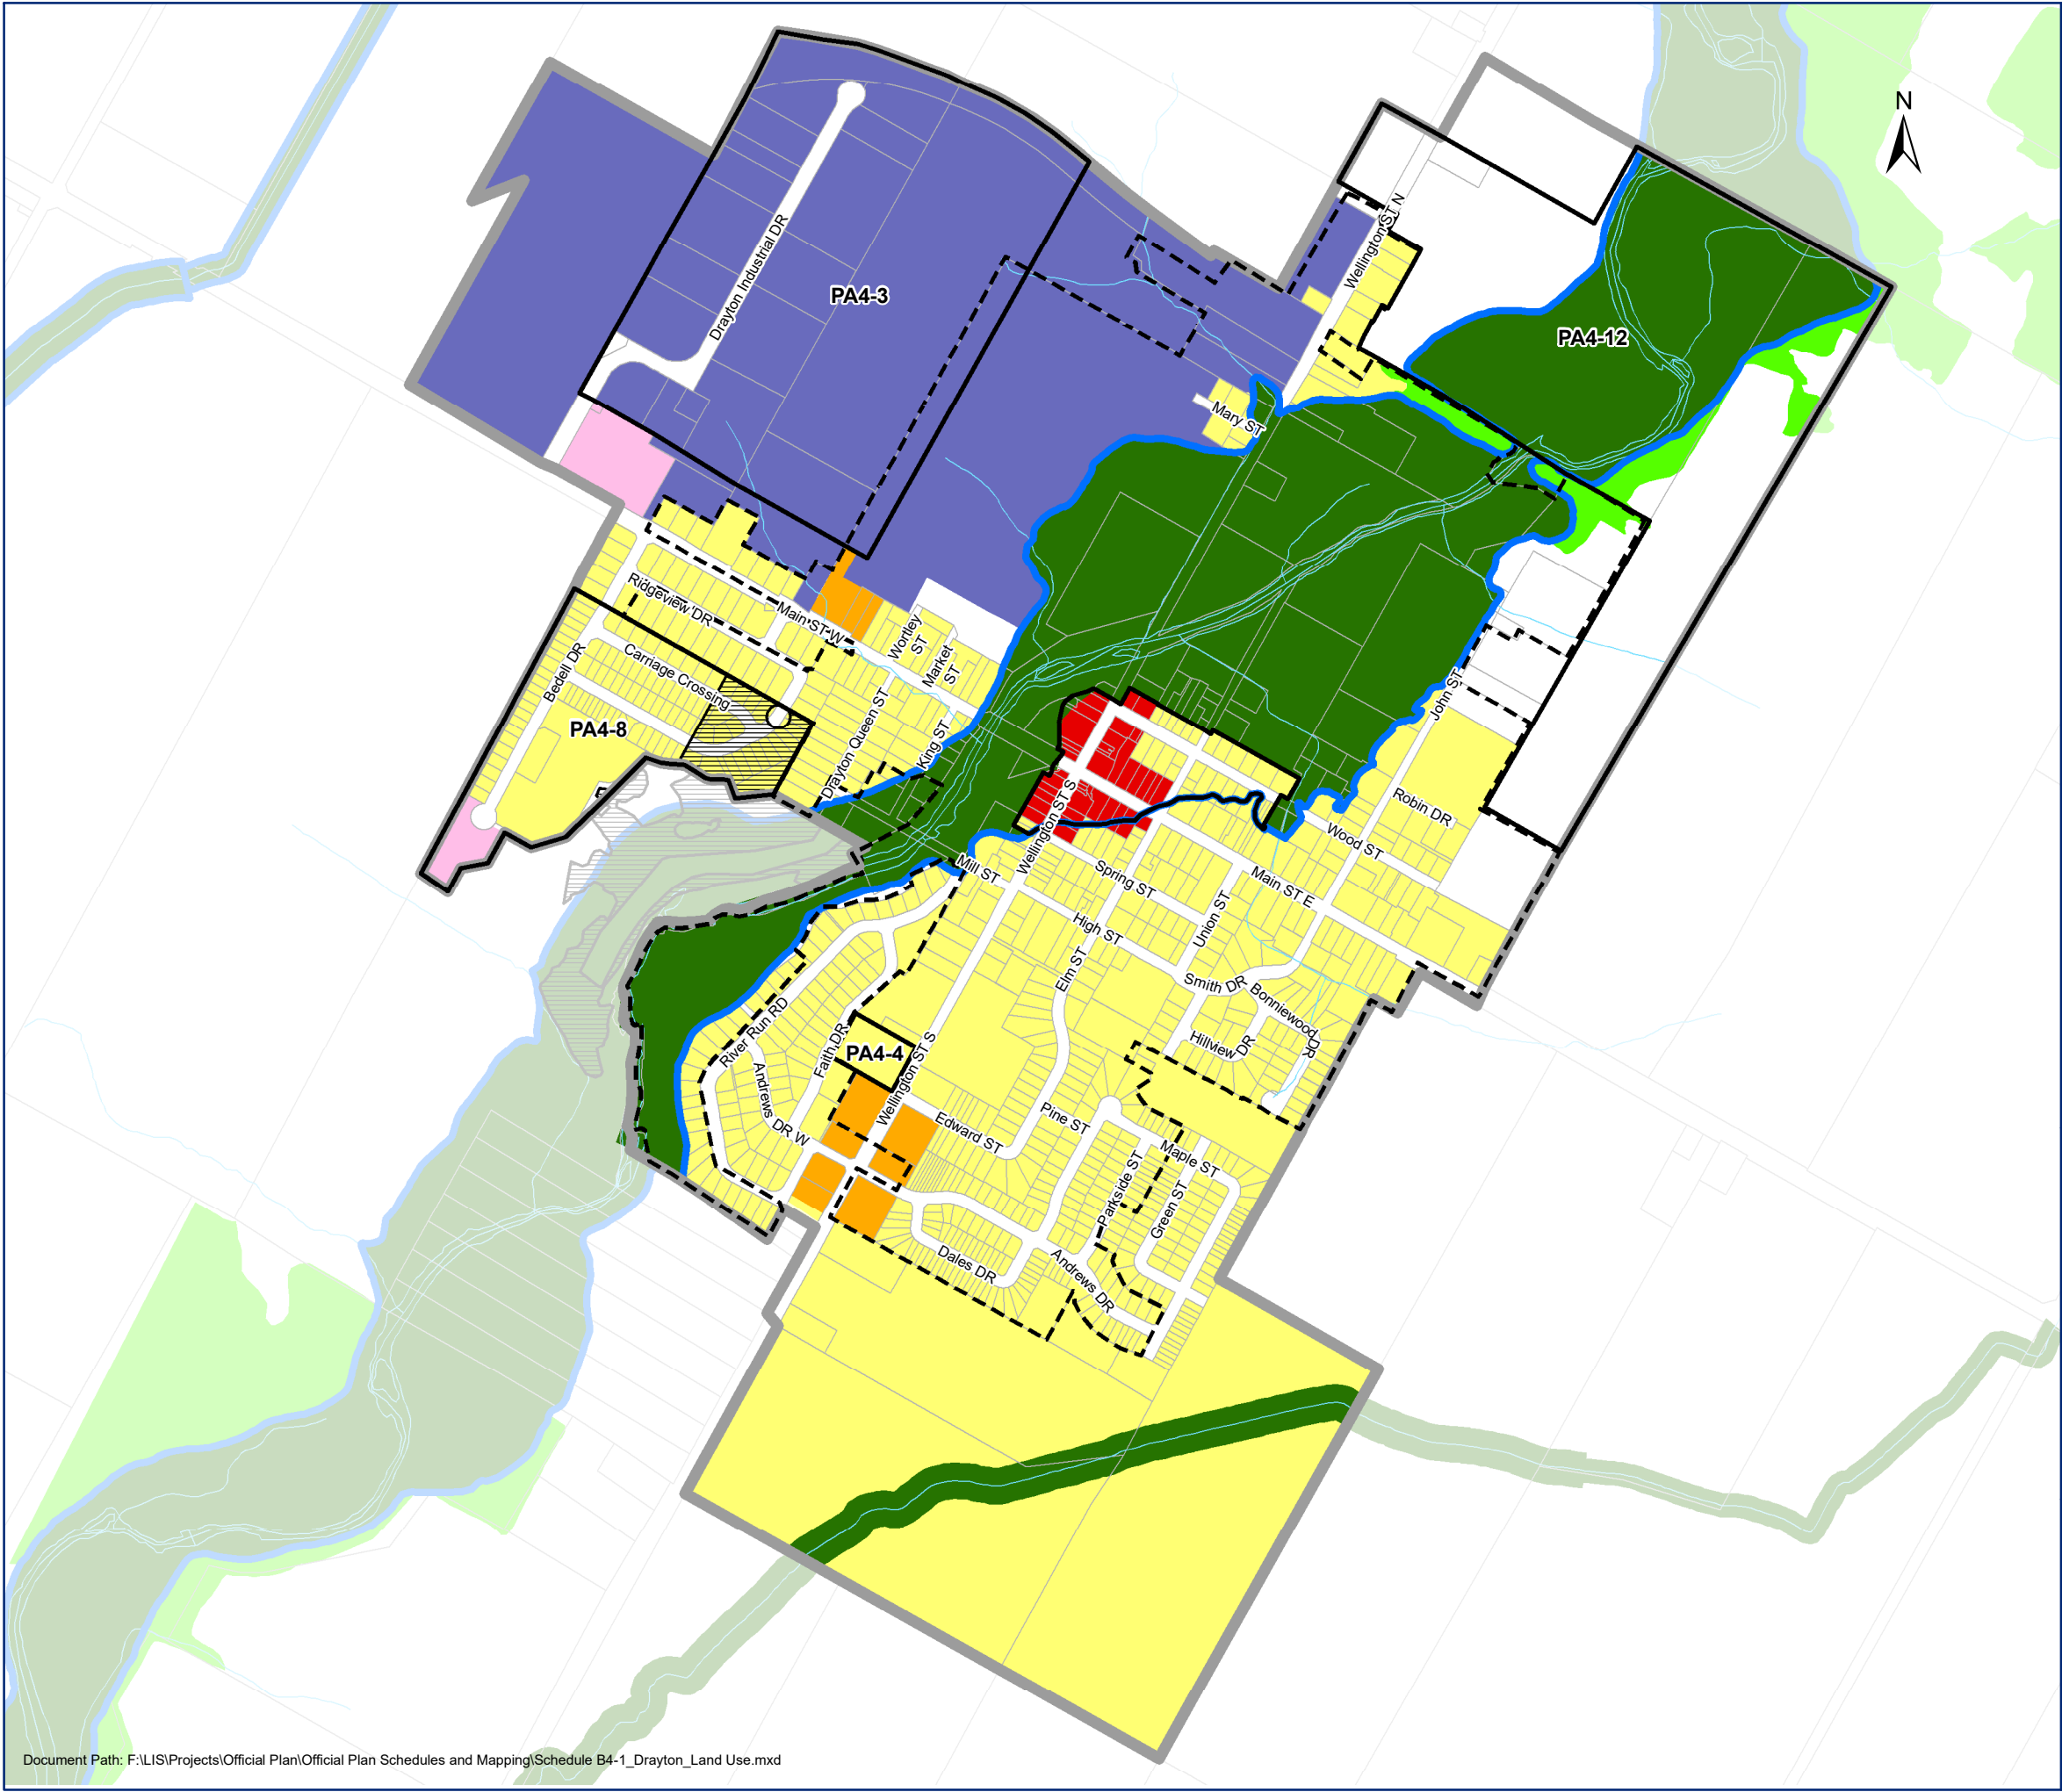 N
Wellington ST N
Drayton Industrial DR
PA4-3
PA4-12
Mary ST
Ridgeview DR
Main ST W
Wortley
ST
Market
ST
Carriage Crossing
Bedell DR
PA4-8
Drayton Queen ST
King ST
John ST
Wellington ST S
Robin DR
Wood ST
Mill ST
Spring ST
Main ST E
High ST
Union ST
Elm ST
Smith DR
Bonniewood
DR
Hillview DR
River Run RD
Faith DR
PA4-4
Wellington ST S
Andrews
DR W
Edward ST
Pine ST
Maple ST
Parkside ST
Green ST
Dales DR
Andrews DR
Document Path: F:\LIS\Projects\Official Plan\Official Plan Schedules and Mapping\Schedule B4-1_Drayton_Land Use.mxd